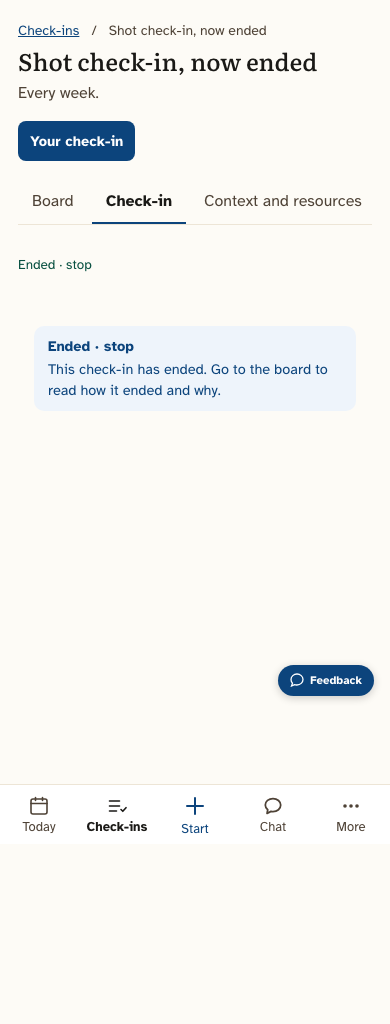 Check-ins / Shot check-in, now ended
Shot check-in, now ended
Every week.
Your check-in
Board Check-in Context and resources
Ended · stop
Ended · stop
This check-in has ended. Go to the board to
read how it ended and why.
Feedback
Today Check-ins Start Chat More